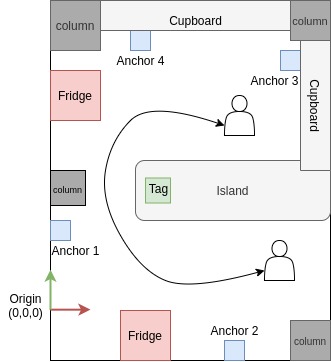 column
Cupboard
column
Anchor 4
Anchor 3
Fridge
Cupboard
column
Tag
Island
Anchor 1
Origin
(0,0,0)
Fridge
Anchor 2
column